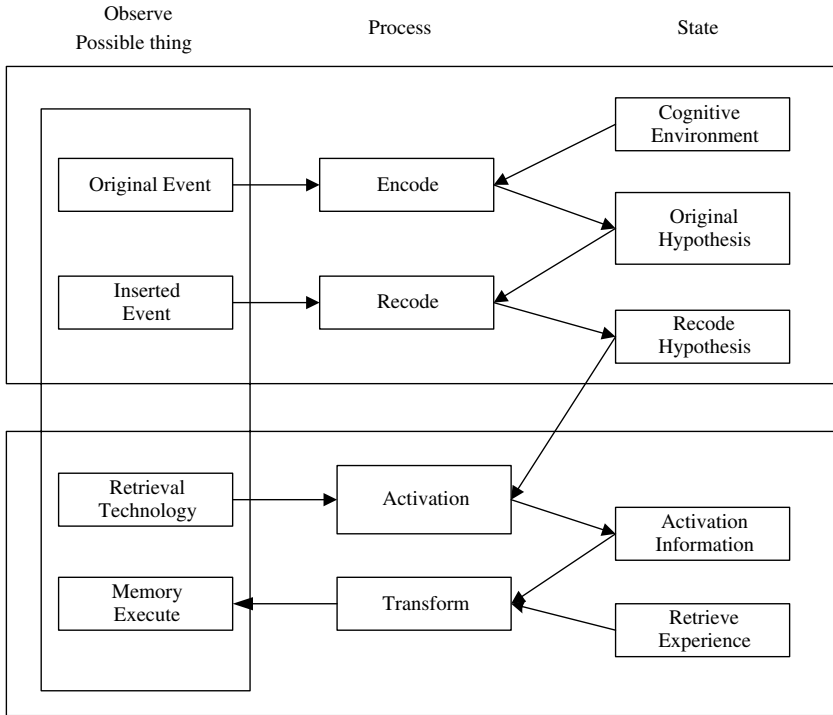 Observe
Possible thing
Process
State
Cognitive
Environment
Original Event
Encode
Original
Hypothesis
Inserted
Event
Recode
Recode
Hypothesis
Retrieval
Technology
Activation
Activation
Information
Memory
Execute
Transform
Retrieve
Experience